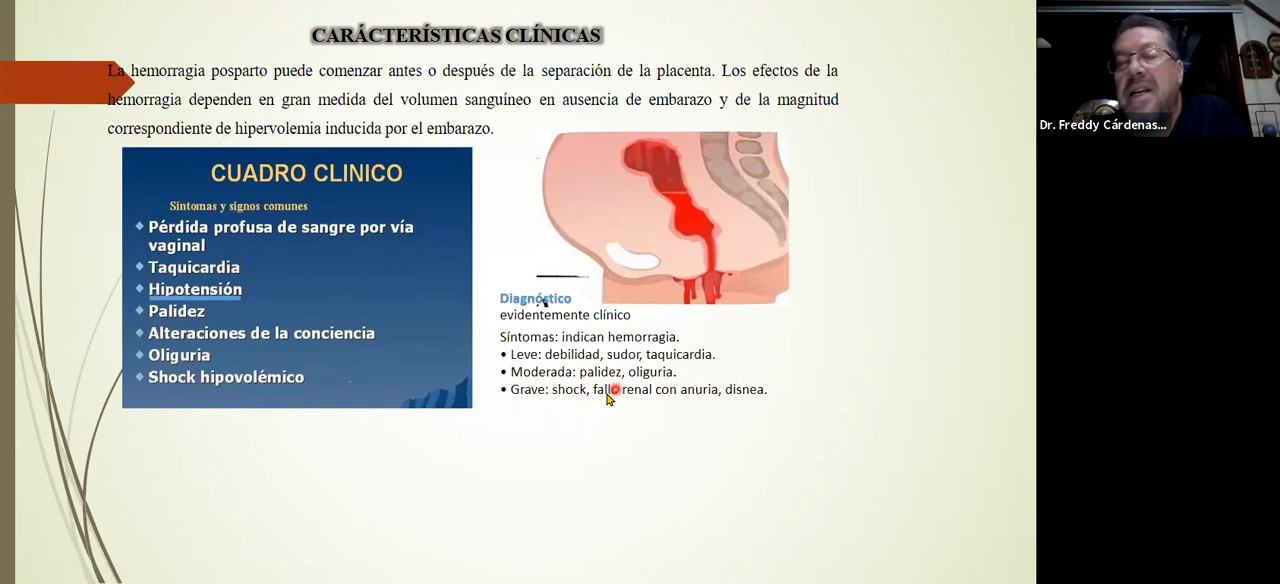 CARÁCTERÍSTICAS CLÍNICAS
La hemorragia posparto puede comenzar antes o después de la separación de la placenta. Los efectos de la
hemorragia dependen en gran medida del volumen sanguíneo en ausencia de embarazo y de la magnitud
correspondiente de hipervolemia inducida por el embarazo.
CUADRO CLINICO
Síntomas y signos comunes
Pérdida profusa de sangre por vía
vaginal
Taquicardia
Hipotensión
Palidez
Alteraciones de la conciencia
Oliguria
Shock hipovolémico
Diagnóstico
evidentemente clínico
Síntomas: indican hemorragia.
• Leve: debilidad, sudor, taquicardia.
• Moderada: palidez, oliguria.
• Grave: shock, fallo renal con anuria, disnea.
Dr. Freddy Cárdenas...